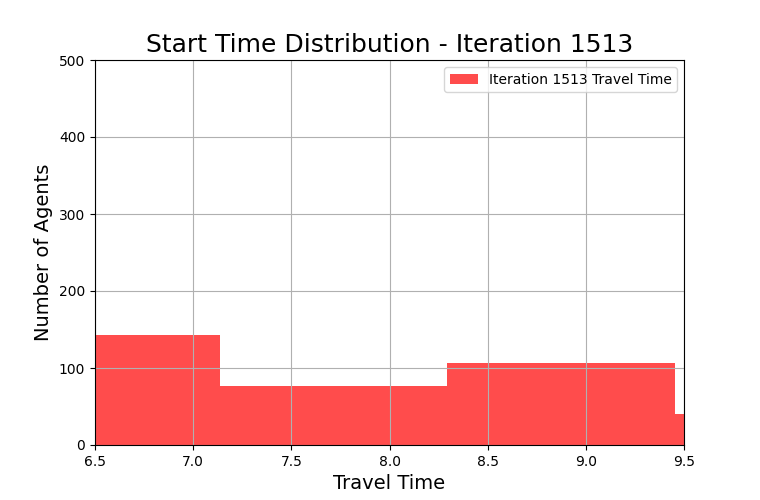 Start Time Distribution - Iteration 1513
Iteration 1513 Travel Time
Number of Agents
500
400
300
200
100
0
6.5 7.0 7.5 8.0 8.5 9.0 9.5
Travel Time